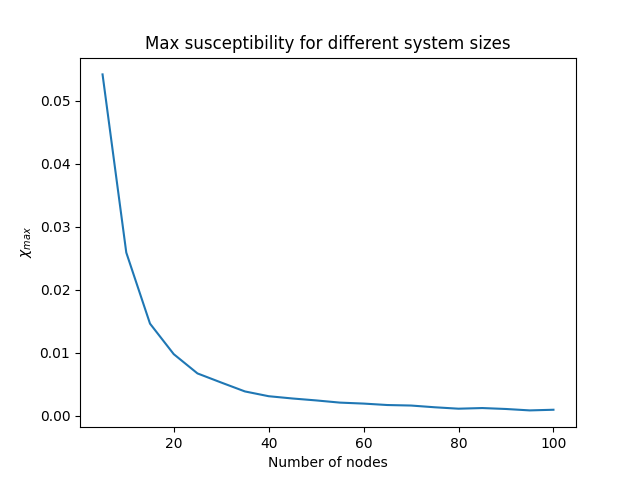 Max susceptibility for different system sizes
0.05
0.04
0.03
0.02
0.01
0.00
χmax
20 40 60 80 100
Number of nodes